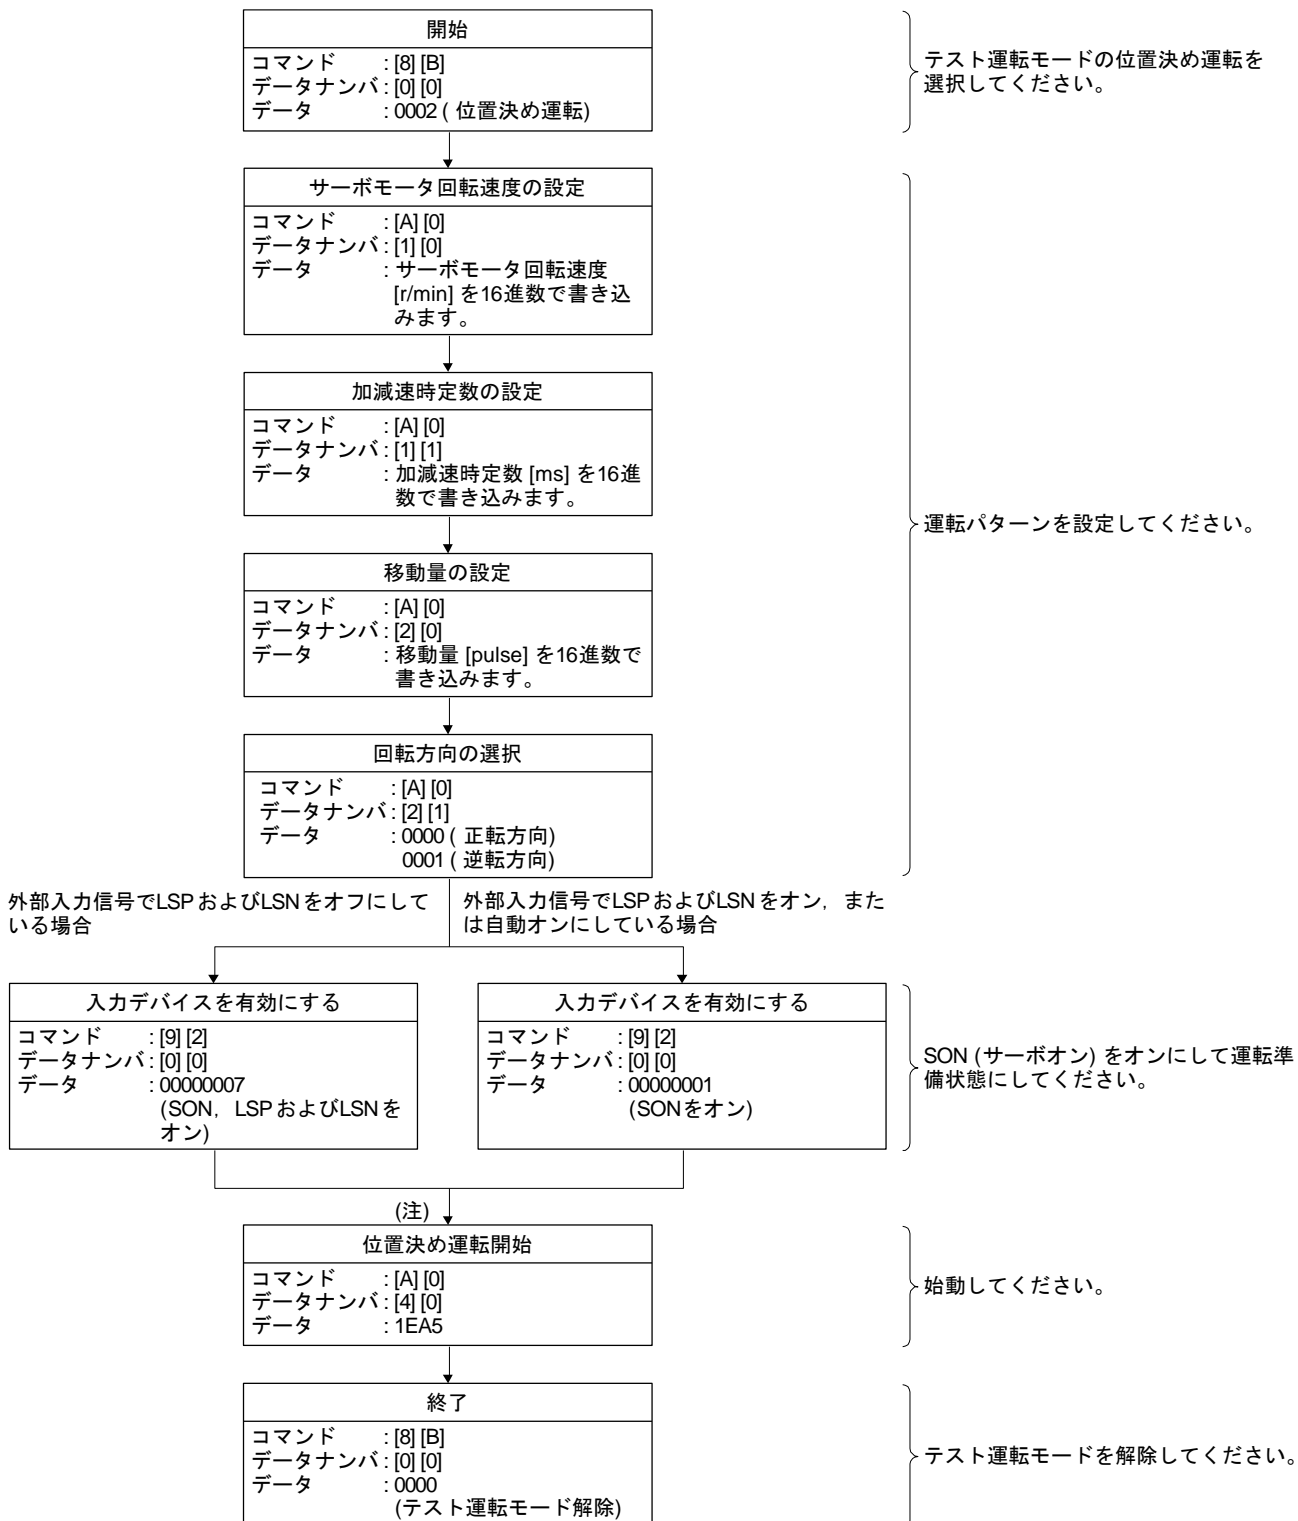 開始
コマンド : [8] [B]
データナンバ : [0] [0]
データ : 0002 ( 位置決め運転)
テスト運転モードの位置決め運転を
選択してください。
サーボモータ回転速度の設定
コマンド : [A] [0]
データナンバ : [1] [0]
データ : サーボモータ回転速度
[r/min] を16進数で書き込
みます。
加減速時定数の設定
コマンド : [A] [0]
データナンバ : [1] [1]
データ : 加減速時定数 [ms] を16進
数で書き込みます。
運転パターンを設定してください。
移動量の設定
コマンド : [A] [0]
データナンバ : [2] [0]
データ : 移動量 [pulse] を16進数で
書き込みます。
回転方向の選択
コマンド : [A] [0]
データナンバ : [2] [1]
データ : 0000 ( 正転方向)
0001 ( 逆転方向)
外部入力信号でLSPおよびLSNをオフにして
いる場合
外部入力信号でLSPおよびLSNをオン，また
は自動オンにしている場合
入力デバイスを有効にする
コマンド : [9] [2]
データナンバ : [0] [0]
データ : 00000007
(SON，LSPおよびLSNを
オン)
入力デバイスを有効にする
コマンド : [9] [2]
データナンバ : [0] [0]
データ : 00000001
(SONをオン)
SON (サーボオン) をオンにして運転準
備状態にしてください。
(注)
位置決め運転開始
コマンド : [A] [0]
データナンバ : [4] [0]
データ : 1EA5
始動してください。
終了
コマンド : [8] [B]
データナンバ : [0] [0]
データ : 0000
(テスト運転モード解除)
テスト運転モードを解除してください。